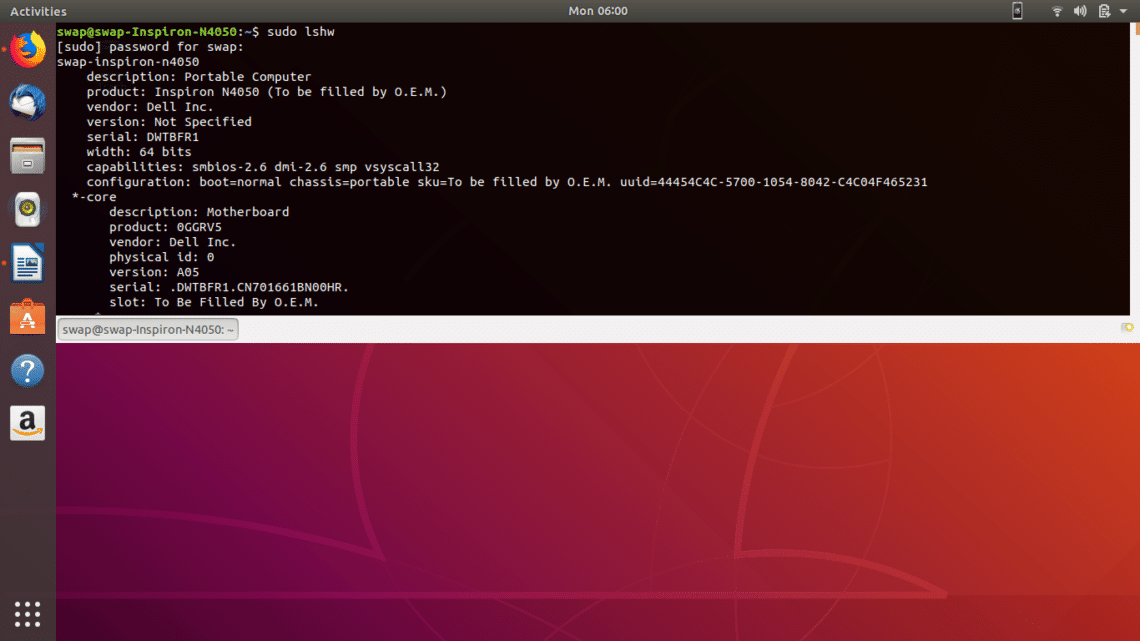 Activities
Mon 06:00
swap@swap-Inspiron-N4050:~$ sudo lshw
[sudo] password for swap:
swap-inspiron-n4050
description: Portable Computer
product: Inspiron N4050 (To be filled by O.E.M.)
vendor: Dell Inc.
version: Not Specified
serial: DWTBFR1
width: 64 bits
capabilities: smbios-2.6 dmi-2.6 smp vsyscall32
configuration: boot=normal chassis=portable sku=To be filled by O.E.M. uuid=44454C4C-5700-1054-8042-C4C04F465231
*-core
description: Motherboard
product: 0GGRV5
vendor: Dell Inc.
physical id: 0
version: A05
serial: .DWTBFR1.CN701661BN00HR.
slot: To Be Filled By O.E.M.
swap@swap-Inspiron-N4050: ~